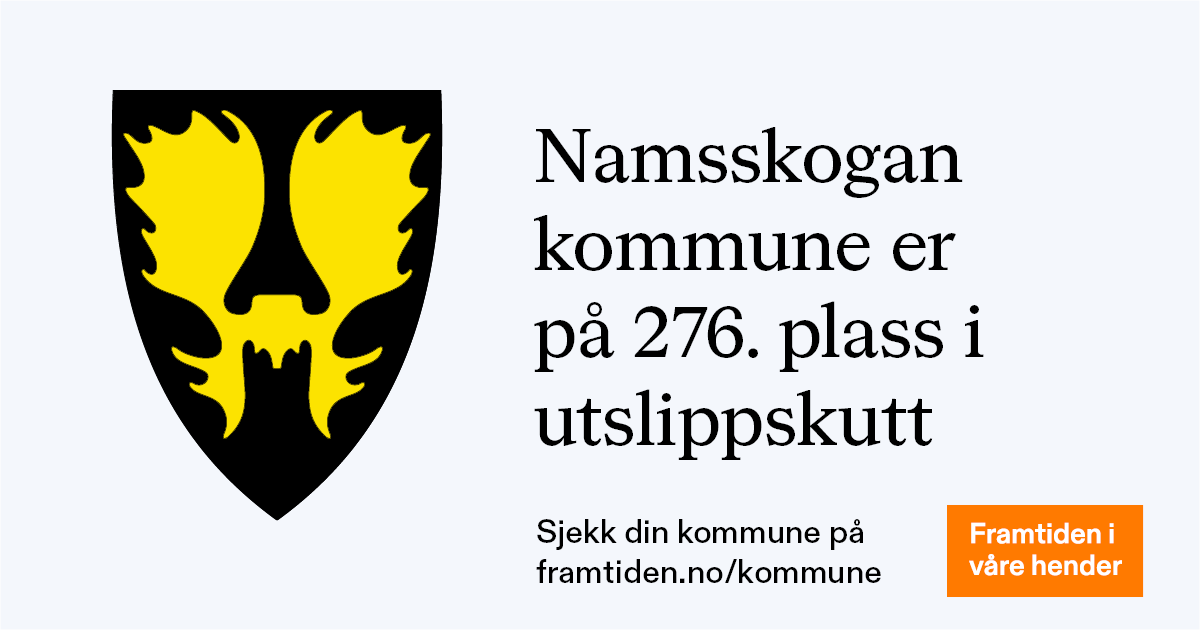 Namsskogan
kommune er
på 276. plass i
utslippskutt
Sjekk din kommune på
framtiden.no/kommune
Framtiden i
våre hender